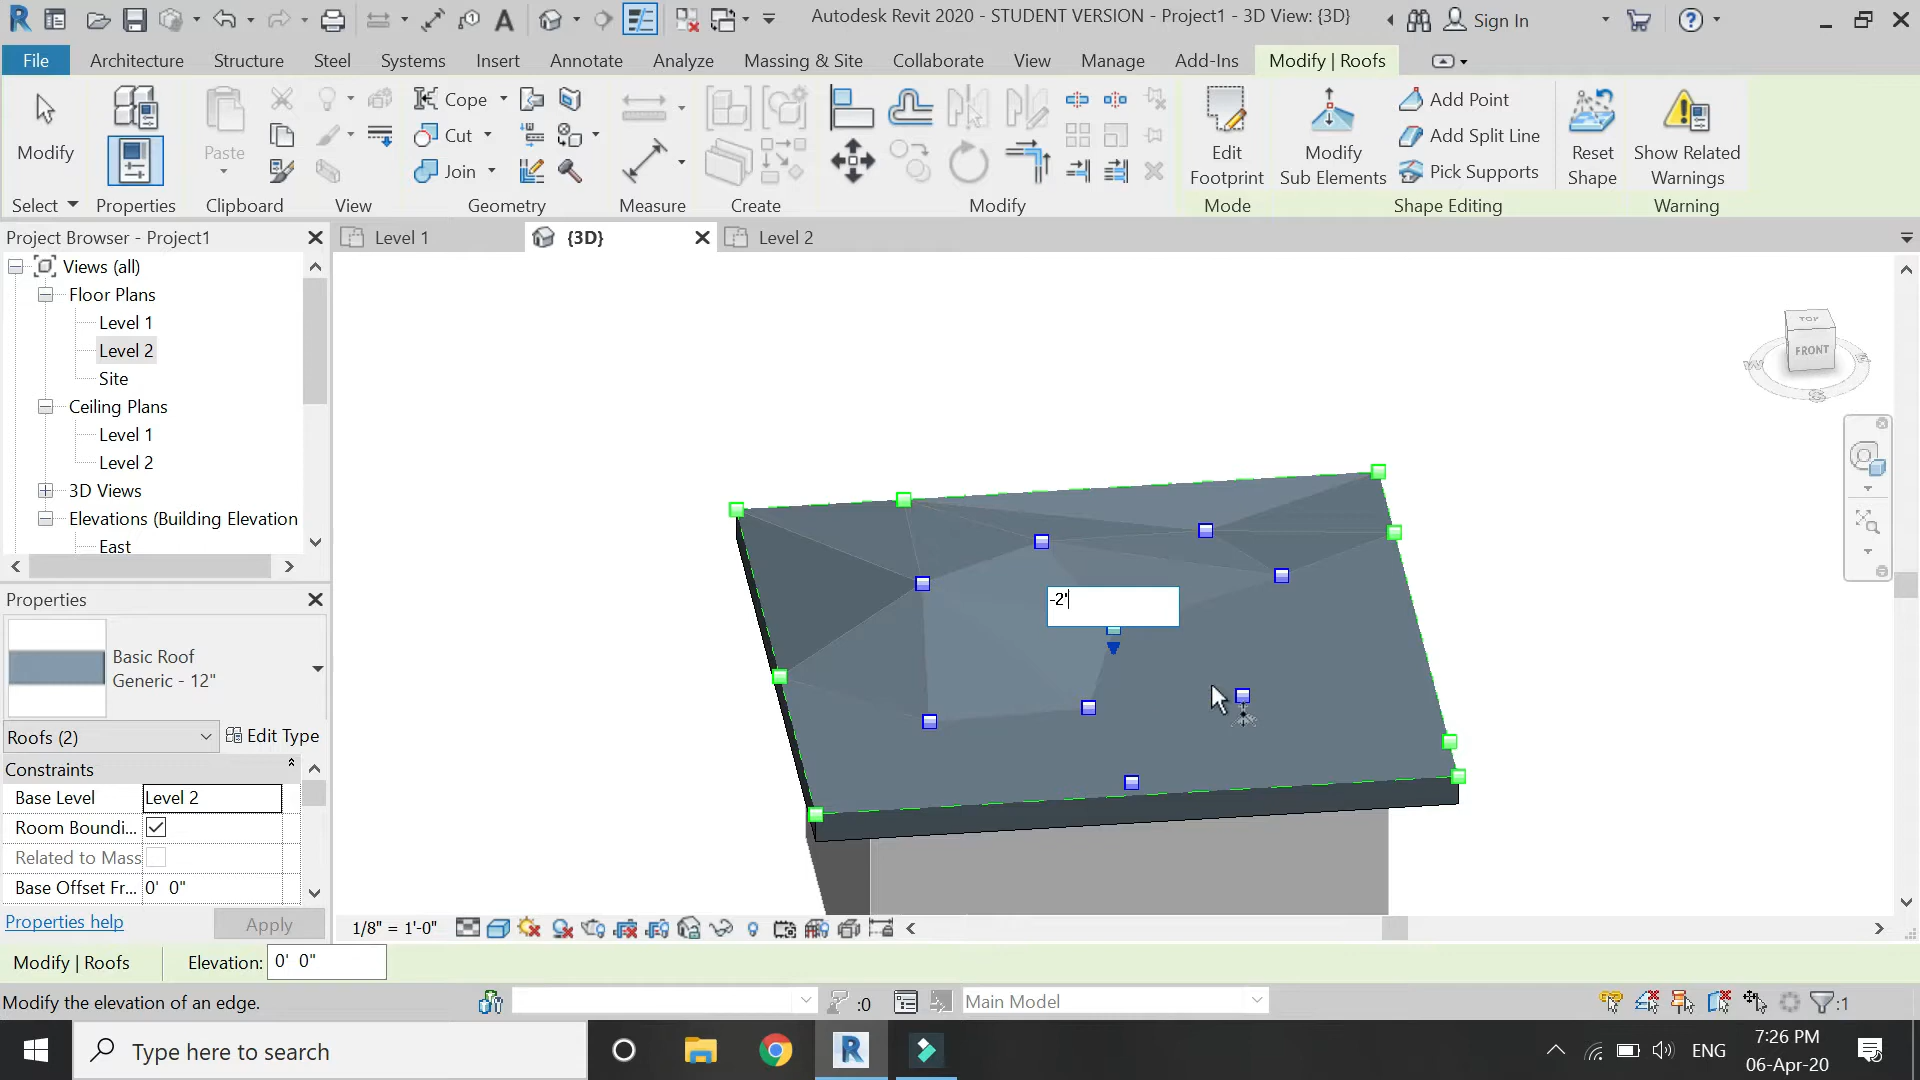 Autodesk Revit 2020 - STUDENT VERSION - Project1 - 3D View: {3D}
Sign In
File
Architecture
Structure
Steel
Systems
Insert
Annotate
Analyze
Massing & Site
Collaborate
View
Manage
Add-Ins
Modify | Roofs
Modify
Paste
Cope
Cut
Join
Edit Footprint
Modify Sub Elements
Add Point
Add Split Line
Pick Supports
Reset Shape
Show Related Warnings
Select
Properties
Clipboard
View
Geometry
Measure
Create
Modify
Mode
Shape Editing
Warning
Project Browser - Project1
Level 1
{3D}
Level 2
Views (all)
Floor Plans
Level 1
Level 2
Site
Ceiling Plans
Level 1
Level 2
3D Views
Elevations (Building Elevation
East
TOP
FRONT
W
S
-2'
Properties
Basic Roof
Generic - 12"
Roofs (2)
Edit Type
Constraints
Base Level
Level 2
Room Boundi...
Related to Mass
Base Offset Fr...
0' 0"
Properties help
Apply
1/8" = 1'-0"
Modify | Roofs
Elevation:
0' 0"
Modify the elevation of an edge.
:0
Main Model
:1
Type here to search
ENG
7:26 PM
06-Apr-20